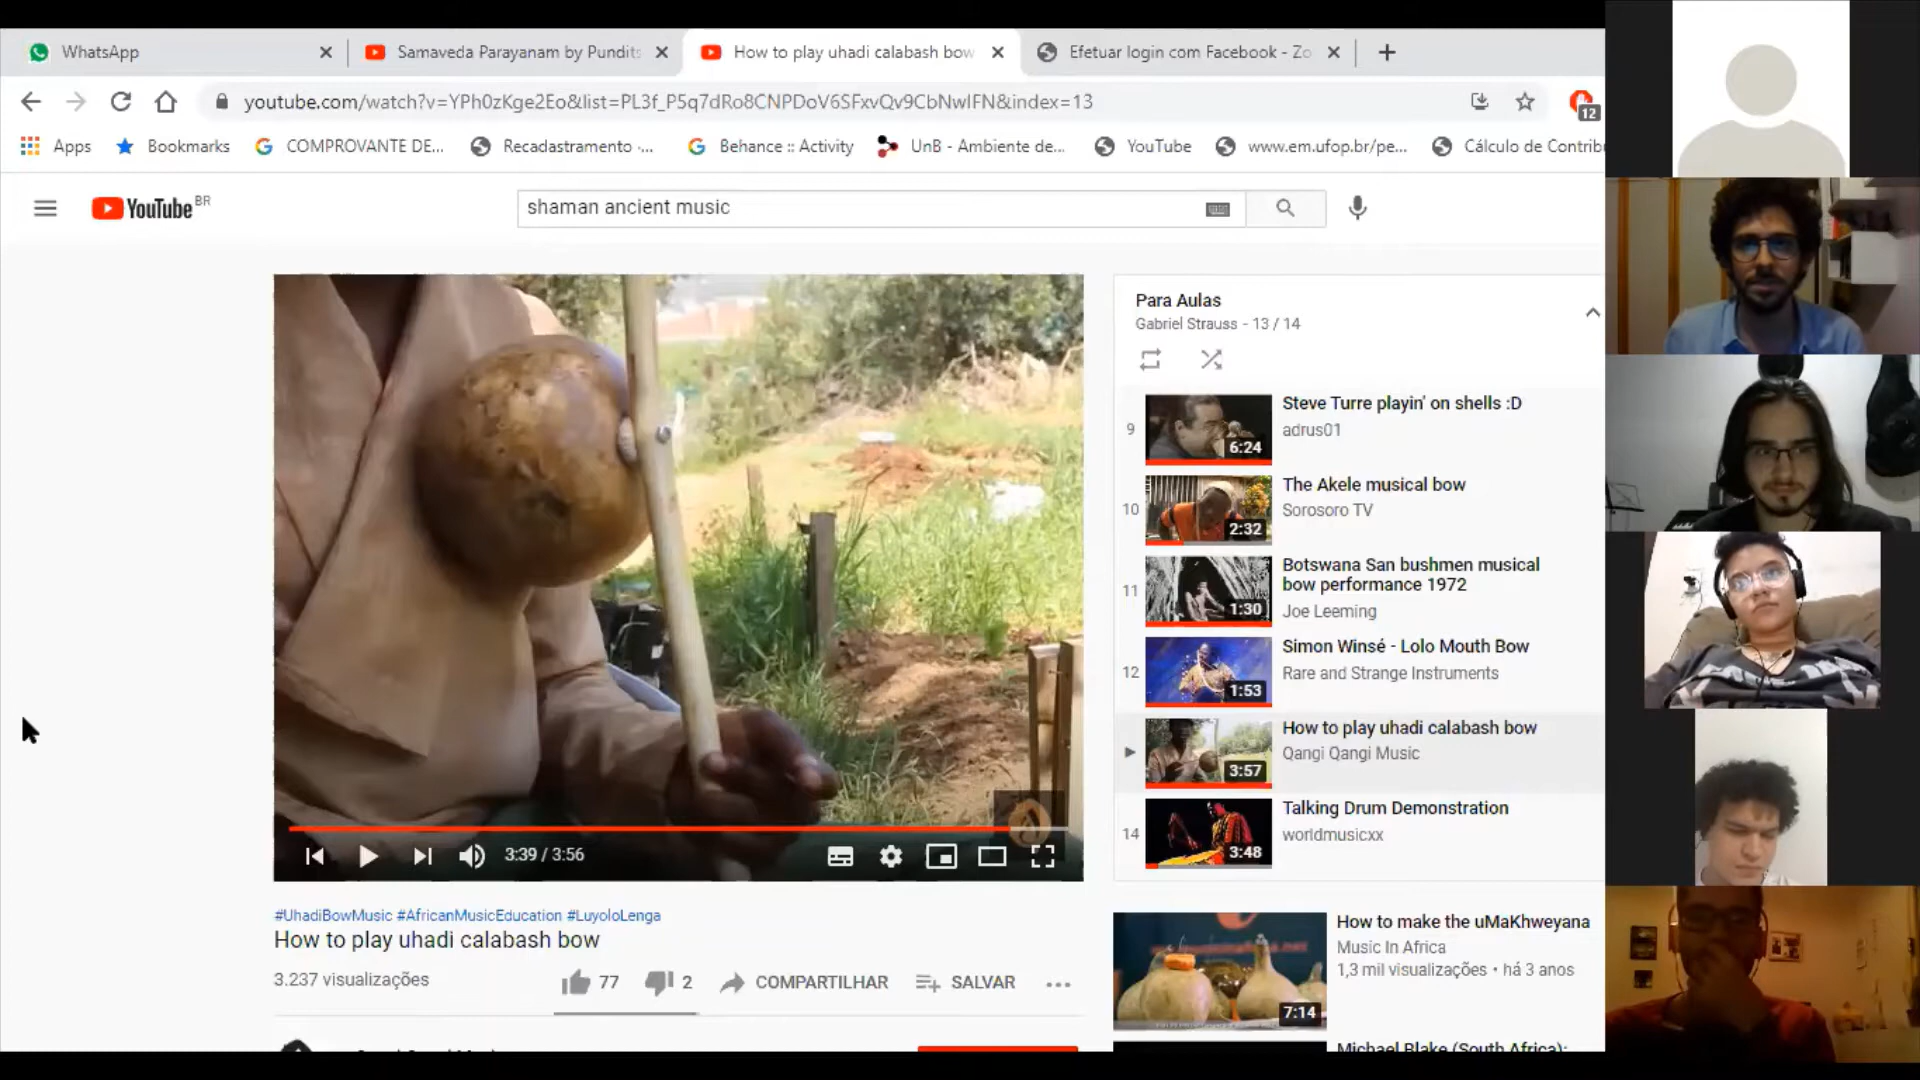 WhatsApp
Samaveda Parayanam by Pundits
How to play uhadi calabash bow
Efetuar login com Facebook - Zo
youtube.com/watch?v=YPh0zKge2Eo&list=PL3f_P5q7dRo8CNPDoV6SFxvQv9CbNwIFN&index=13
12
Apps
Bookmarks
COMPROVANTE DE...
Recadastramento -...
Behance :: Activity
UnB - Ambiente de...
YouTube
www.em.ufop.br/pe...
Cálculo de Contrib
YouTube BR
shaman ancient music
Para Aulas
Gabriel Strauss - 13 / 14
9
6:24
Steve Turre playin' on shells :D
adrus01
10
2:32
The Akele musical bow
Sorosoro TV
11
1:30
Botswana San bushmen musical
bow performance 1972
Joe Leeming
12
1:53
Simon Winsé - Lolo Mouth Bow
Rare and Strange Instruments
3:57
How to play uhadi calabash bow
Qangi Qangi Music
14
3:48
Talking Drum Demonstration
worldmusicxx
3:39 / 3:56
#UhadiBowMusic #AfricanMusicEducation #LuyoloLenga
How to play uhadi calabash bow
3.237 visualizações
77
2
COMPARTILHAR
SALVAR
7:14
How to make the uMaKhweyana
Music In Africa
1,3 mil visualizações • há 3 anos
Michael Blake (South Africa):